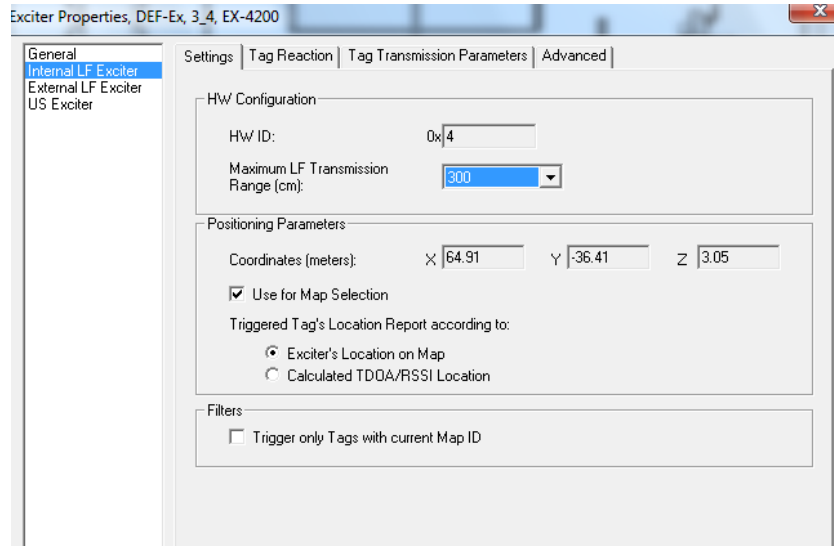 Exciter Properties, DEF-Ex, 3_4, EX-4200
General
Internal LF Exciter
External LF Exciter
US Exciter
Settings Tag Reaction Tag Transmission Parameters Advanced
HW Configuration
HW ID: 0x 4
Maximum LF Transmission
Range (cm): 300
Positioning Parameters
Coordinates (meters): X 64.91 Y -36.41 Z 3.05
Use for Map Selection
Triggered Tag's Location Report according to:
Exciter's Location on Map
Calculated TDOA/RSSI Location
Filters
Trigger only Tags with current Map ID